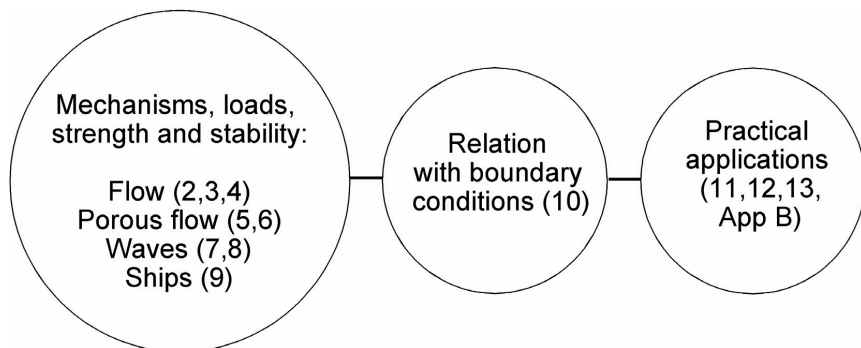 Mechanisms, loads,
strength and stability:
Flow (2,3,4)
Porous flow (5,6)
Waves (7,8)
Ships (9)
Relation
with boundary
conditions (10)
Practical
applications
(11,12,13,
App B)